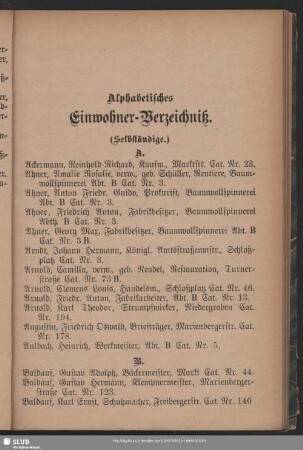 Alphabetisches
Einwohner-Verzeichniß.
(Selbständige.)
A.
Ackermann, Reinhold Richard, Kaufm., Marktstr. Cat. Nr. 23.
Ahner, Amalie Rosalie, verw., geb. Schüller, Rentiere, Baum-
wollspinnerei Abt. B Cat. Nr. 3.
Ahner, Anton Friedr. Guido, Prokurist, Baumwollspinnerei
Abt. B Cat. Nr. 3.
Ahner, Friedrich Anton, Fabrikbesitzer, Baumwollspinnerei
Abth. B Cat. Nr. 3.
Ahner, Georg Max, Fabrikbesitzer, Baumwollspinnerei Abt. B
Cat. Nr. 3 B.
Arndt, Johann Hermann, Königl. Amtsstraßenmstr., Schloß-
platz Cat. Nr. 3.
Arnold, Camilla, verw., geb. Nendel, Restauration, Turner-
straße Cat. Nr. 73 B.
Arnold, Clemens Louis, Handelsm., Schloßplatz Cat. Nr. 46.
Arnold, Friedr. Anton, Fabrikarbeiter, Abt. B Cat. Nr. 13.
Arnold, Karl Theodor, Strumpfwirker, Niedergraben Cat.
Nr. 194.
Augustin, Friedrich Oswald, Briefträger, Marienbergerstr. Cat.
Nr. 178.
Aulbach, Heinrich, Werkmeister, Abt. B Cat. Nr. 5.
B.
Baldauf, Gustav Adolph, Bäckermeister, Markt Cat. Nr. 44.
Baldauf, Gustav Hermann, Klempnermeister, Marienberger-
straße Cat. Nr. 123.
Baldauf, Karl Ernst, Schuhmacher, Freibergerstr. Cat. Nr. 140
SLUB